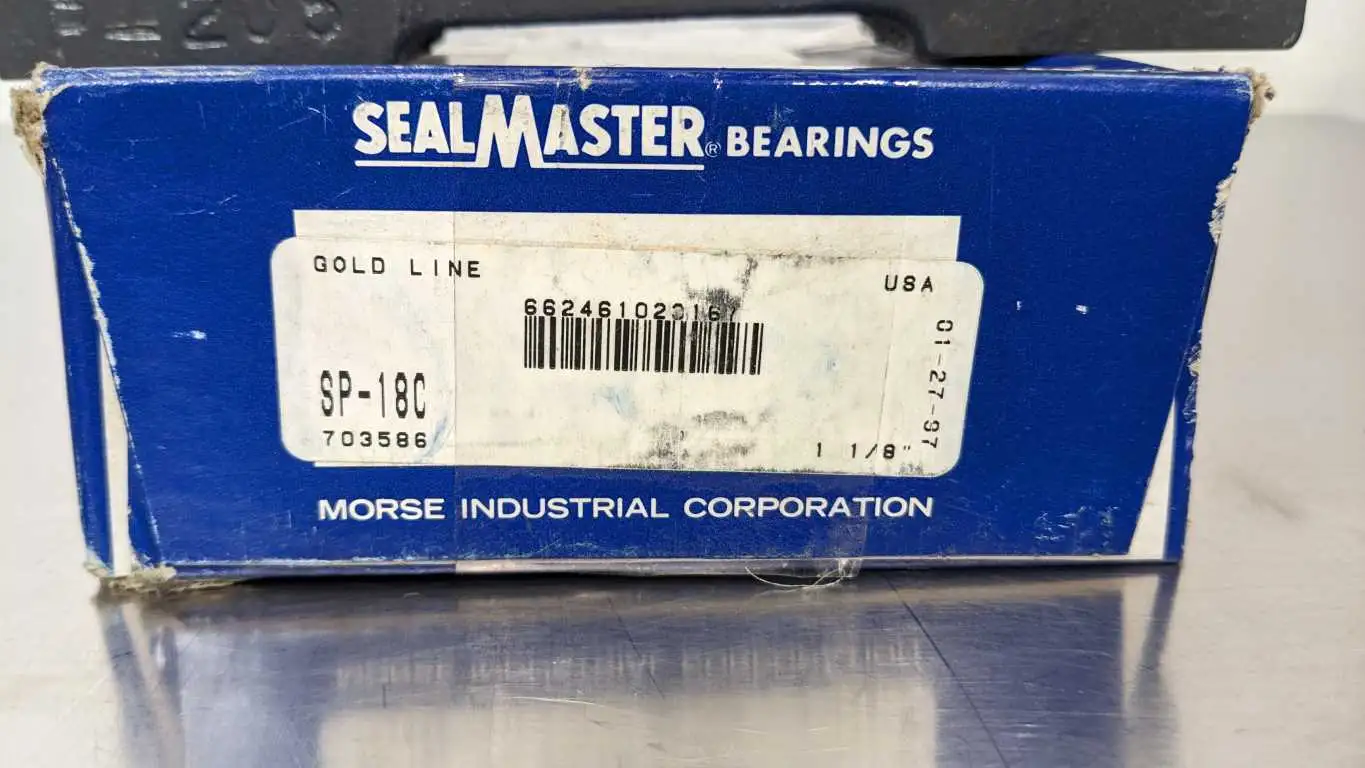 SEALMASTER® BEARINGS
GOLD LINE
USA
01-27-97
SP-18C
703586
1 1/8"
MORSE INDUSTRIAL CORPORATION